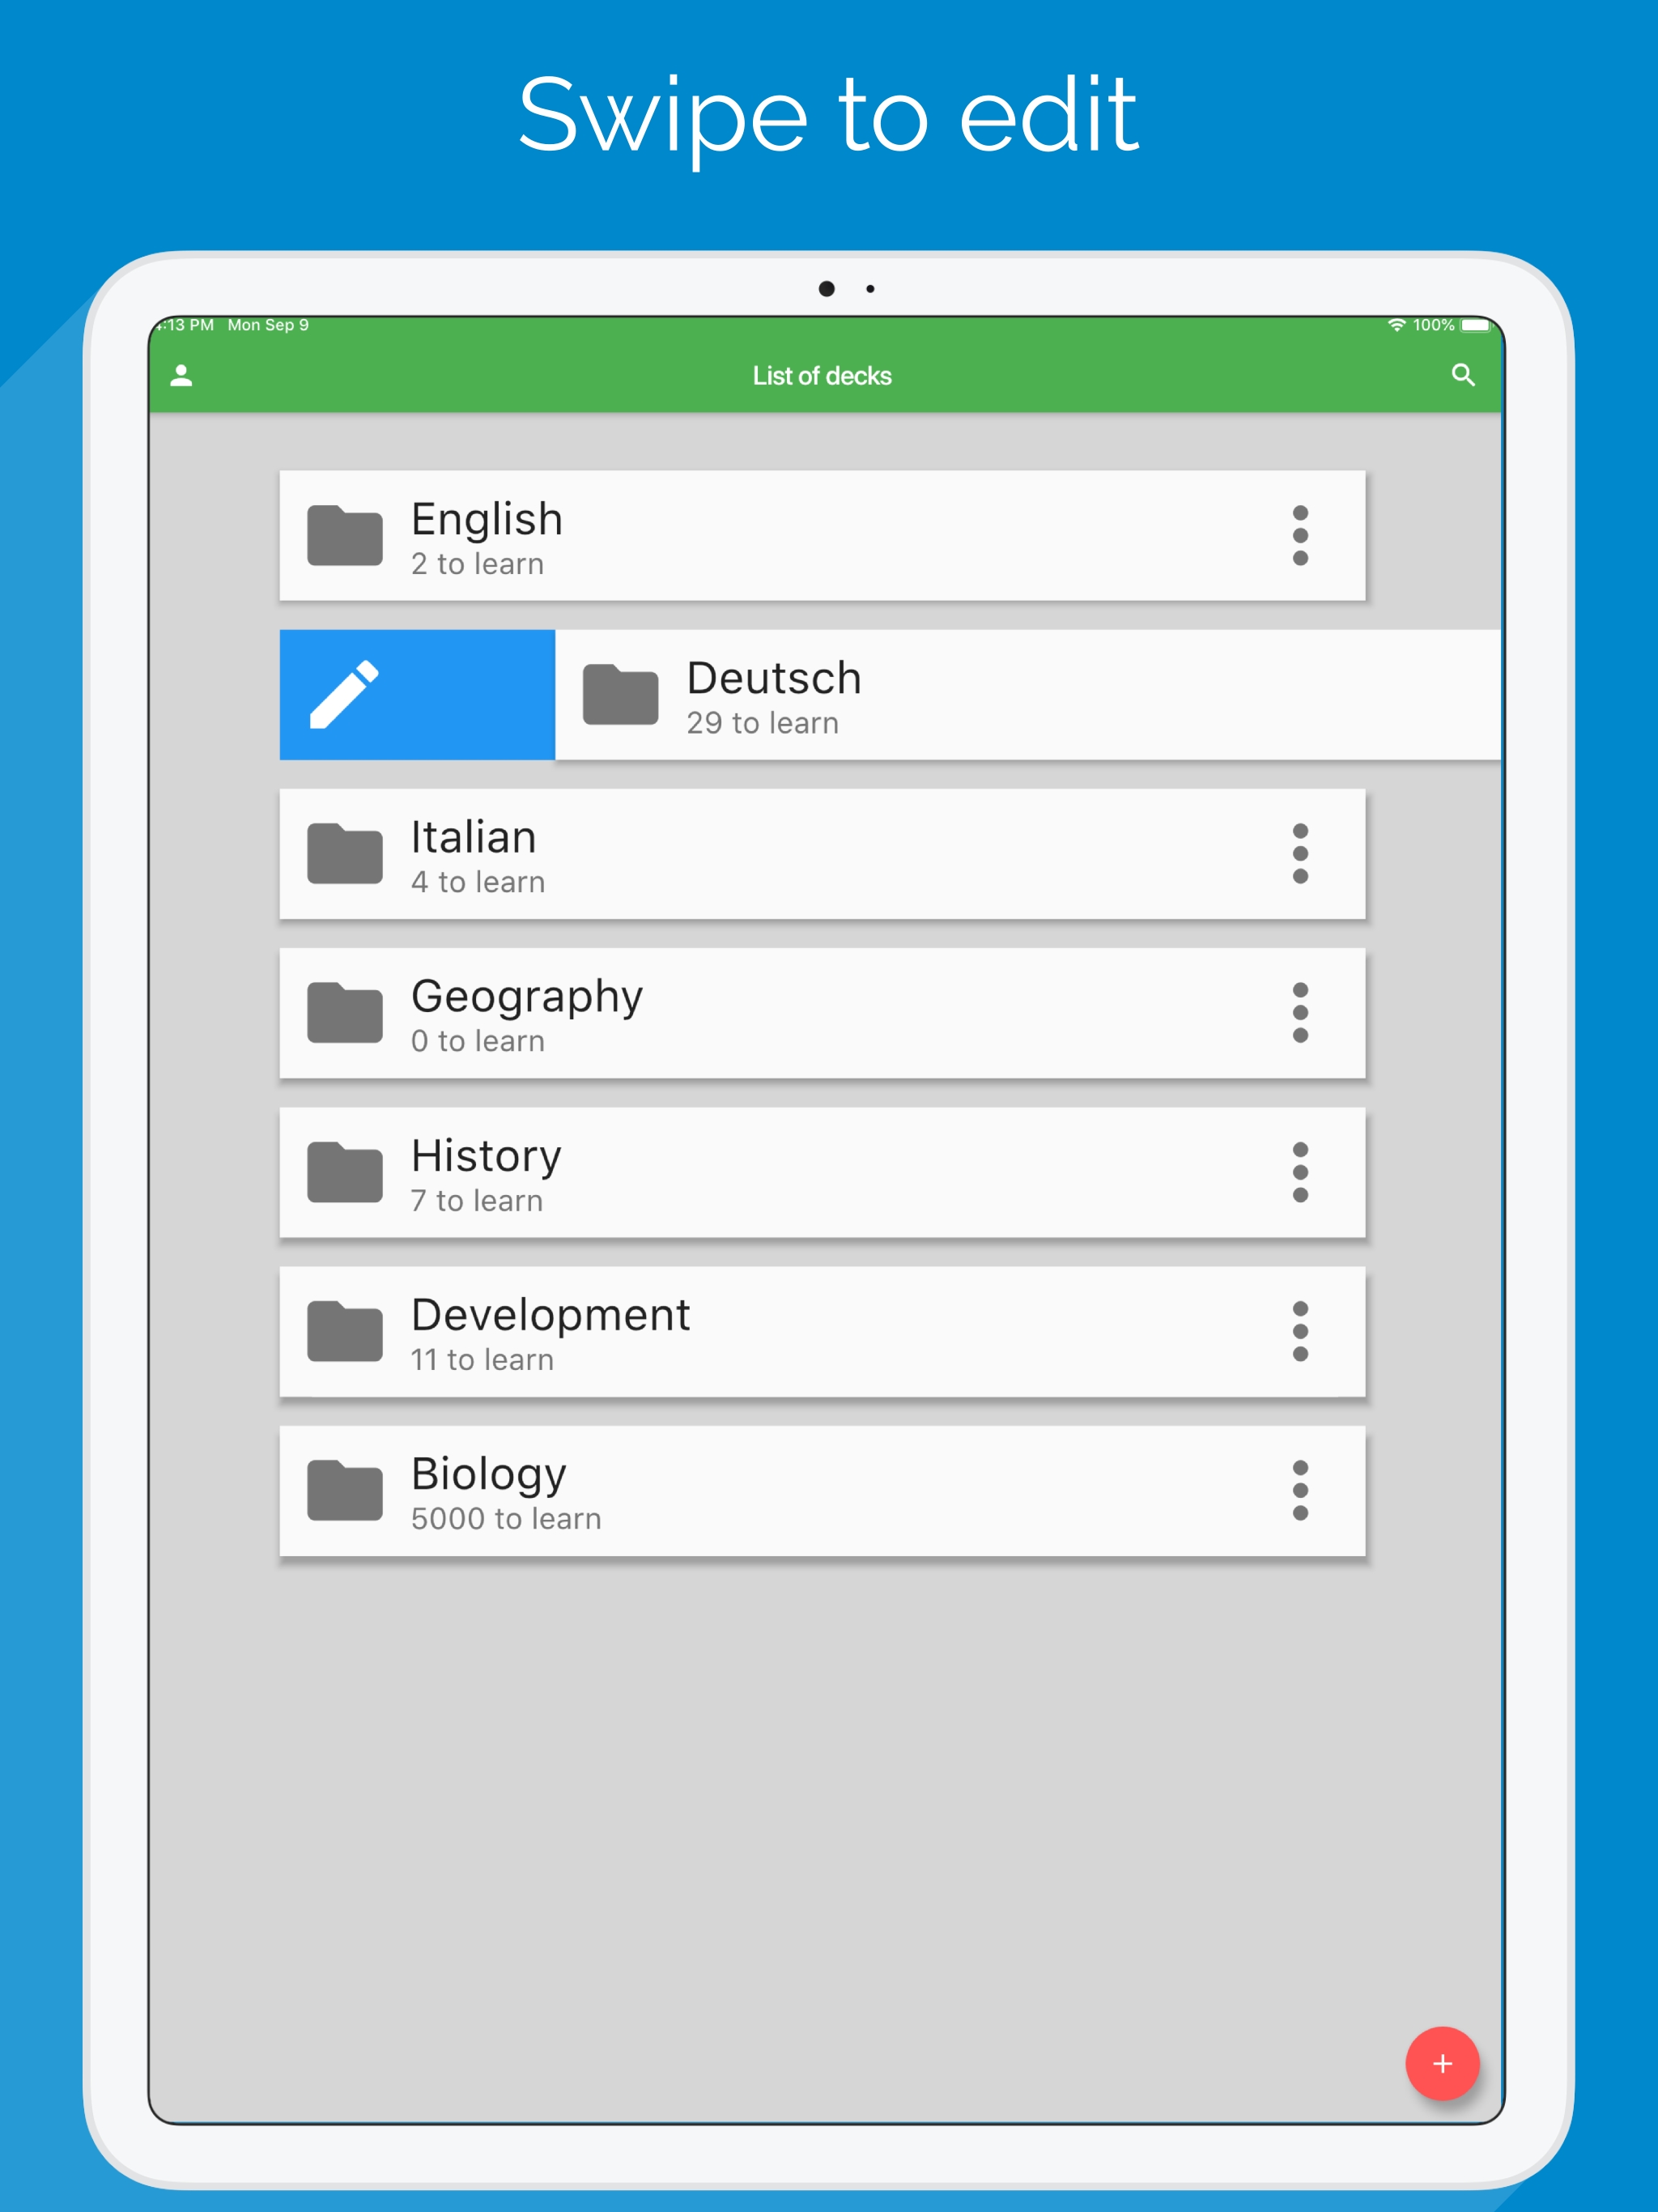 Swipe to edit
4:13 PM Mon Sep 9
100%
List of decks
English
2 to learn
Deutsch
29 to learn
Italian
4 to learn
Geography
0 to learn
History
7 to learn
Development
11 to learn
Biology
5000 to learn